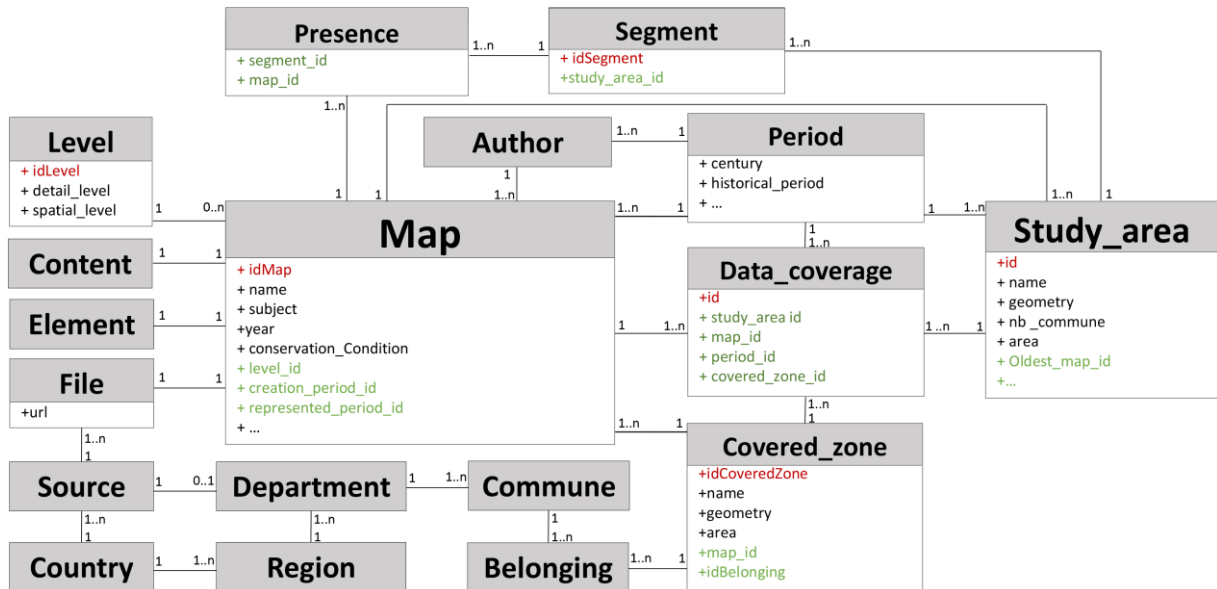 Presence
+ segment_id
+ map_id
1..n
1
Segment
+ idSegment
+study_area_id
1..n
1..n
Level
+ idLevel
+ detail_level
+ spatial_level
1
0..n
Author
1..n
1
1
1..n
Period
+ century
+ historical_period
+ ...
1
1
1..n
1
1..n
1
1..n
1
Map
+ idMap
+ name
+ subject
+year
+ conservation_Condition
+ level_id
+ creation_period_id
+ represented_period_id
+ ...
Content
1
1
Element
1
1
File
+url
1
1
1
1..n
Data_coverage
+id
+ study_area id
+ map_id
+ period_id
+ covered_zone_id
1
1..n
1..n
1
Study_area
+id
+ name
+ geometry
+ nb _commune
+ area
+ Oldest_map_id
+...
1..n
1
1..n
1
1..n
1
Covered_zone
+idCoveredZone
+name
+geometry
+area
+map_id
+idBelonging
Source
1
0..1
Department
1
1..n
Commune
1..n
1
1..n
1
1
1..n
Country
1
1..n
Region
Belonging
1..n
1